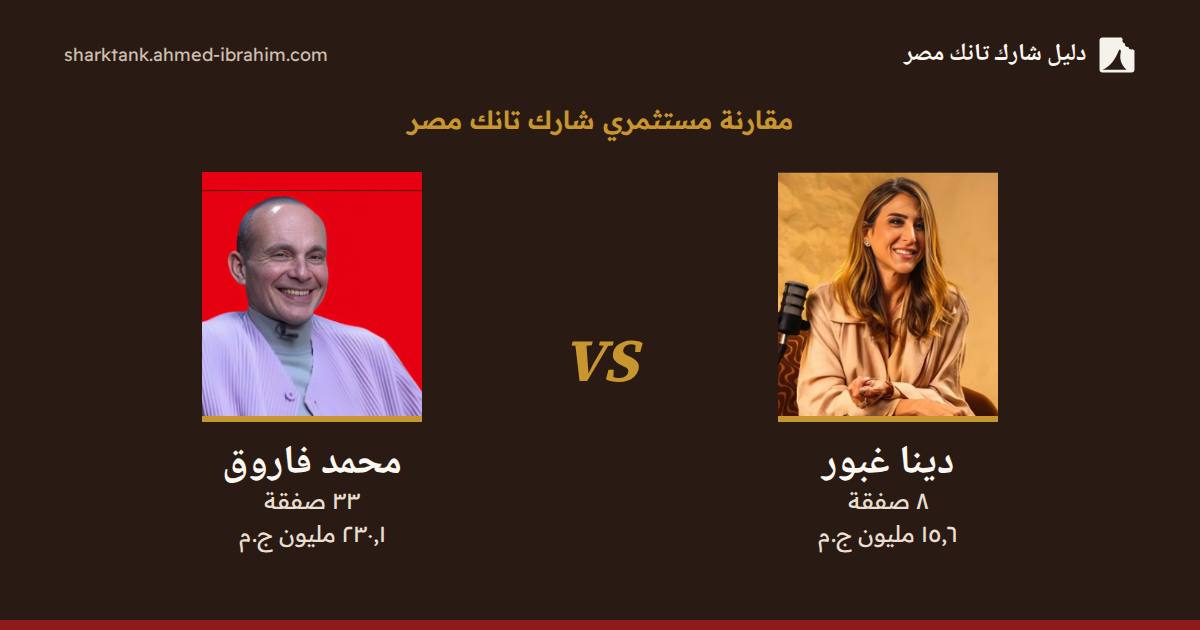 دليل شارك تانك مصر
sharktank.ahmed-ibrahim.com
مقارنة مستثمري شارك تانك مصر
دينا غبور
٨ صفقة
١٥,٦ مليون ج.م
VS
محمد فاروق
٣٣ صفقة
٢٣٠,١ مليون ج.م